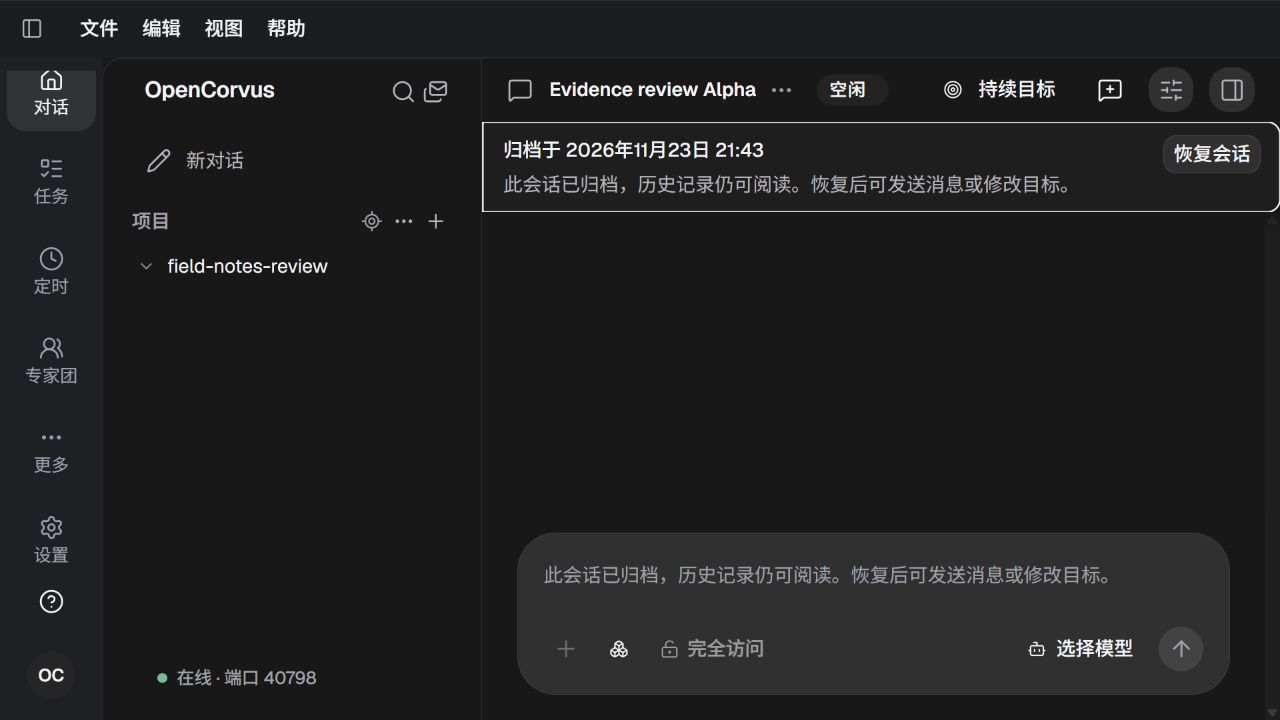 文件 编辑 视图 帮助
对话
任务
定时
专家团
更多
设置
OC
OpenCorvus
新对话
项目
field-notes-review
在线 · 端口 40798
Evidence review Alpha
空闲
持续目标
归档于 2026年11月23日 21:43
此会话已归档，历史记录仍可阅读。恢复后可发送消息或修改目标。
恢复会话
此会话已归档，历史记录仍可阅读。恢复后可发送消息或修改目标。
完全访问
选择模型